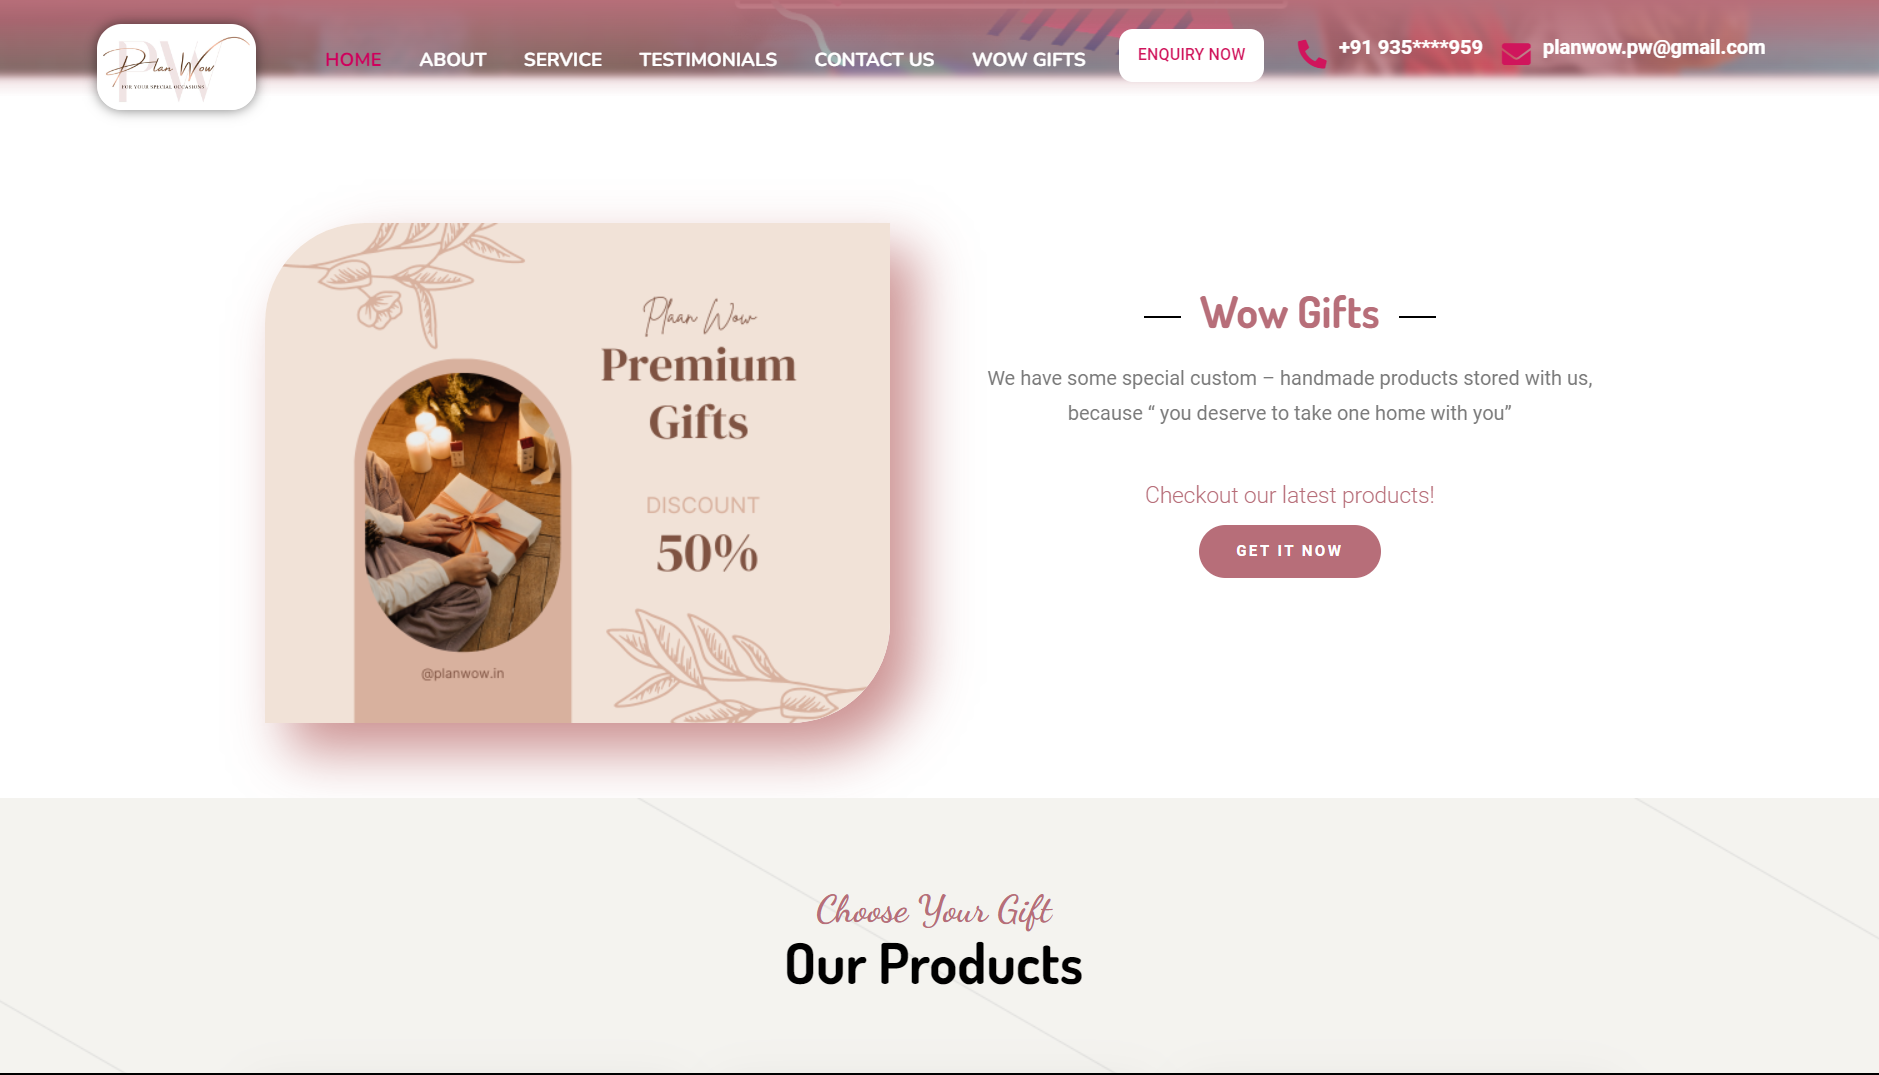 PW
Plan Wow
FOR YOUR SPECIAL OCCASIONS
HOME
ABOUT
SERVICE
TESTIMONIALS
CONTACT US
WOW GIFTS
ENQUIRY NOW
+91 935****959
planwow.pw@gmail.com
Plaan Wow
Premium
Gifts
DISCOUNT
50%
@planwow.in
Wow Gifts
We have some special custom – handmade products stored with us,
because “ you deserve to take one home with you”
Checkout our latest products!
GET IT NOW
Choose Your Gift
Our Products